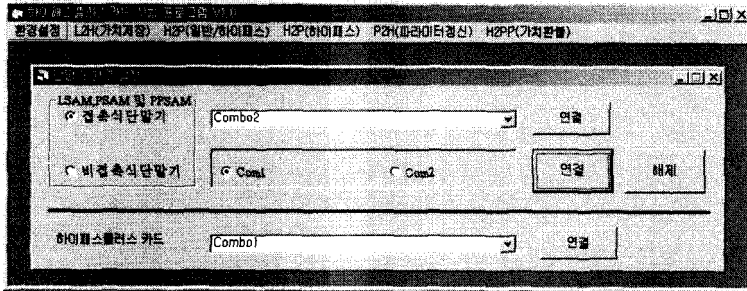 환경설정 L2H(가치저장) H2P(일반/하이패스) H2P(하이패스) P2H(파라미터갱신) H2PP(가치환불)
LSAM,PSAM 및 PPSAM
접촉식단말기 Combo2 연결
비접촉식단말기 Com1 Com2 연결 해제
하이패스플러스 카드 Combo1 연결